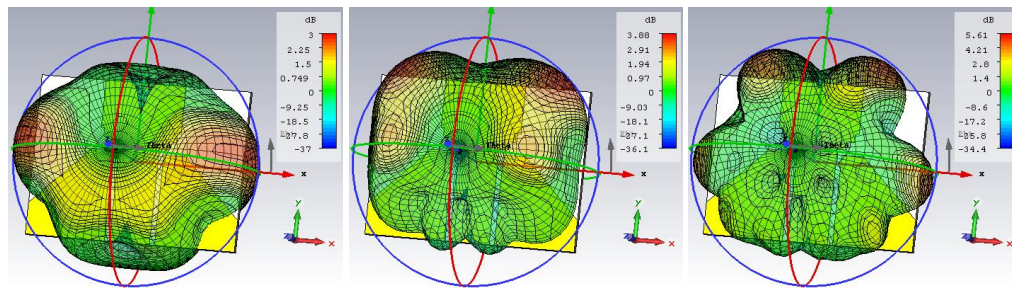 dB
3
2.25
1.5
0.749
0
-9.25
-18.5
-27.8
-37
Theta
x
y
z
x
dB
3.88
2.91
1.94
0.97
0
-9.03
-18.1
-27.1
-36.1
Theta
x
y
z
x
dB
5.61
4.21
2.8
1.4
0
-8.6
-17.2
-25.8
-34.4
Theta
x
y
z
x